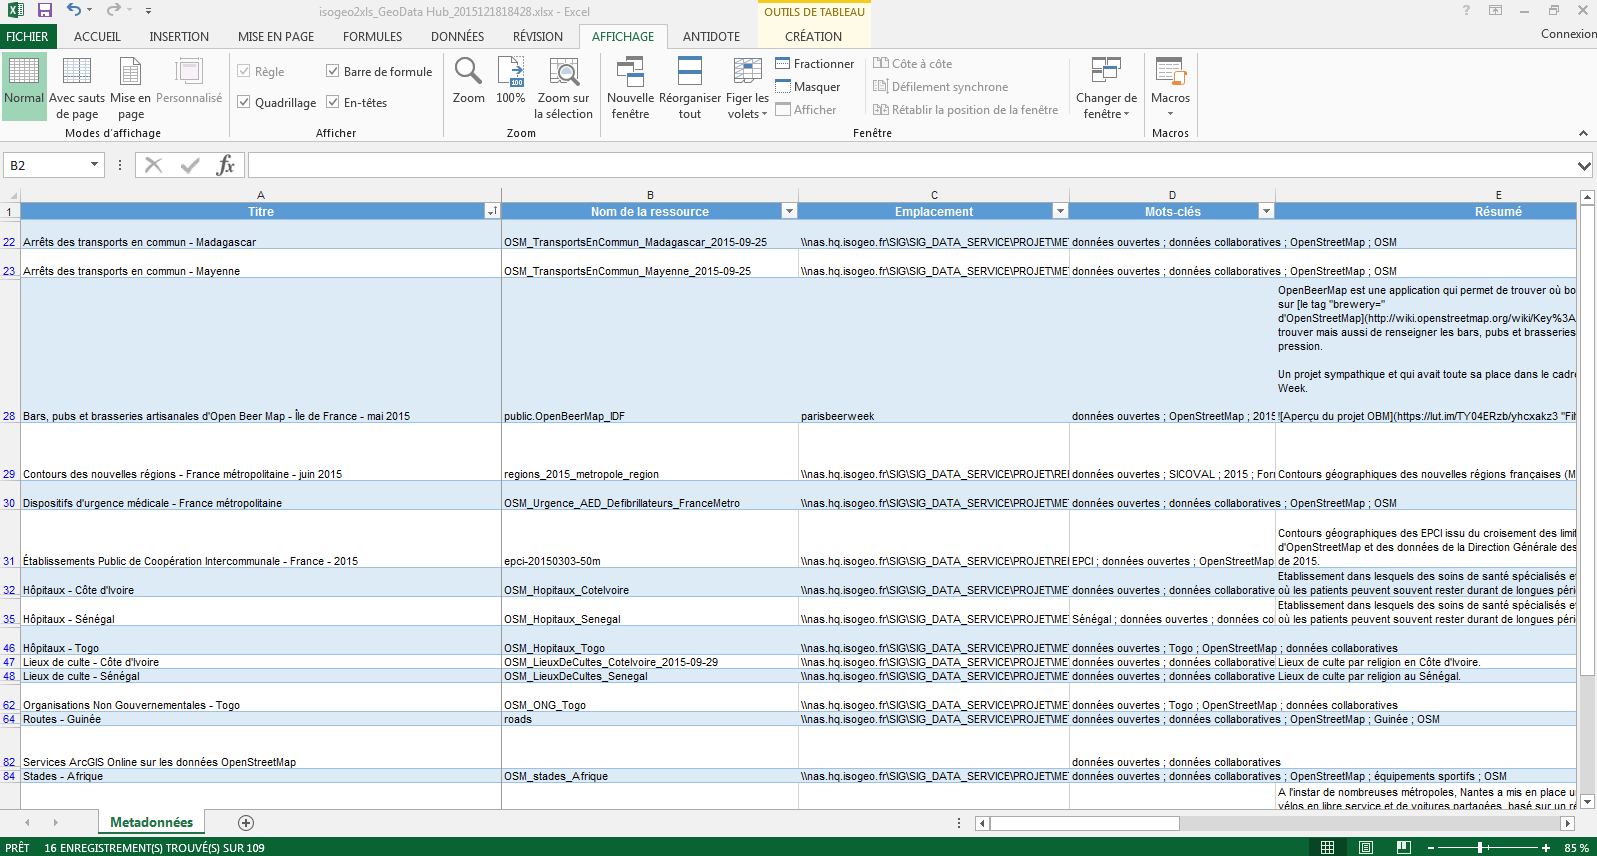 isogeo2xls_GeoData Hub_2015121818428.xlsx - Excel
OUTILS DE TABLEAU
FICHIER ACCUEIL INSERTION MISE EN PAGE FORMULES DONNÉES RÉVISION AFFICHAGE ANTIDOTE CRÉATION Connexion
Normal
Avec sauts
de page
Mise en
page
Personnalisé
Modes d'affichage
Règle
Barre de formule
Quadrillage
En-têtes
Afficher
Zoom
100%
Zoom sur
la sélection
Zoom
Nouvelle
fenêtre
Réorganiser
tout
Figer les
volets
Fractionner
Masquer
Afficher
Côte à côte
Défilement synchrone
Rétablir la position de la fenêtre
Fenêtre
Changer de
fenêtre
Macros
Macros
B2
fx
A B C D E
1 Titre Nom de la ressource Emplacement Mots-clés Résumé
22 Arrêts des transports en commun - Madagascar OSM_TransportsEnCommun_Madagascar_2015-09-25 \\nas.hq.isogeo.fr\SIG\SIG_DATA_SERVICE\PROJET\ME données ouvertes ; données collaboratives ; OpenStreetMap ; OSM
23 Arrêts des transports en commun - Mayenne OSM_TransportsEnCommun_Mayenne_2015-09-25 \\nas.hq.isogeo.fr\SIG\SIG_DATA_SERVICE\PROJET\ME données ouvertes ; données collaboratives ; OpenStreetMap ; OSM
OpenBeerMap est une application qui permet de trouver où bo
sur [le tag "brewery="
d'OpenStreetMap](http://wiki.openstreetmap.org/wiki/Key%3A
trouver mais aussi de renseigner les bars, pubs et brasseries
pression.
Un projet sympathique et qui avait toute sa place dans le cadre
Week.
28 Bars, pubs et brasseries artisanales d'Open Beer Map - Île de France - mai 2015 public.OpenBeerMap_IDF parisbeerweek données ouvertes ; OpenStreetMap ; 2015 ![Aperçu du projet OBM](https://lut.im/TY04ERzb/yhcxakz3 "Fih
29 Contours des nouvelles régions - France métropolitaine - juin 2015 regions_2015_metropole_region \\nas.hq.isogeo.fr\SIG\SIG_DATA_SERVICE\PROJET\REI données ouvertes ; SICOVAL ; 2015 ; For Contours géographiques des nouvelles régions françaises (M
30 Dispositifs d'urgence médicale - France métropolitaine OSM_Urgence_AED_Defibrillateurs_FranceMetro \\nas.hq.isogeo.fr\SIG\SIG_DATA_SERVICE\PROJET\ME données ouvertes ; données collaboratives ; OpenStreetMap ; OSM
Contours géographiques des EPCI issu du croisement des limit
d'OpenStreetMap et des données de la Direction Générale des
31 Établissements Public de Coopération Intercommunale - France - 2015 epci-20150303-50m \\nas.hq.isogeo.fr\SIG\SIG_DATA_SERVICE\PROJET\REI EPCI ; données ouvertes ; OpenStreetMap de 2015.
Etablissement dans lesquels des soins de santé spécialisés et
32 Hôpitaux - Côte d'Ivoire OSM_Hopitaux_CoteIvoire \\nas.hq.isogeo.fr\SIG\SIG_DATA_SERVICE\PROJET\ME données ouvertes ; données collaborative où les patients peuvent souvent rester durant de longues péri
Etablissement dans lesquels des soins de santé spécialisés et
35 Hôpitaux - Sénégal OSM_Hopitaux_Senegal \\nas.hq.isogeo.fr\SIG\SIG_DATA_SERVICE\PROJET\ME Sénégal ; données ouvertes ; données co où les patients peuvent souvent rester durant de longues péri
46 Hôpitaux - Togo OSM_Hopitaux_Togo \\nas.hq.isogeo.fr\SIG\SIG_DATA_SERVICE\PROJET\ME données ouvertes ; Togo ; OpenStreetMap ; données collaboratives
47 Lieux de culte - Côte d'Ivoire OSM_LieuxDeCultes_CoteIvoire_2015-09-29 \\nas.hq.isogeo.fr\SIG\SIG_DATA_SERVICE\PROJET\ME données ouvertes ; données collaborative Lieux de culte par religion en Côte d'Ivoire.
48 Lieux de culte - Sénégal OSM_LieuxDeCultes_Senegal \\nas.hq.isogeo.fr\SIG\SIG_DATA_SERVICE\PROJET\ME données ouvertes ; données collaborative Lieux de culte par religion au Sénégal.
62 Organisations Non Gouvernementales - Togo OSM_ONG_Togo \\nas.hq.isogeo.fr\SIG\SIG_DATA_SERVICE\PROJET\ME données ouvertes ; Togo ; OpenStreetMap ; données collaboratives
64 Routes - Guinée roads \\nas.hq.isogeo.fr\SIG\SIG_DATA_SERVICE\PROJET\ME données ouvertes ; données collaboratives ; OpenStreetMap ; Guinée ; OSM
82 Services ArcGIS Online sur les données OpenStreetMap données ouvertes ; données collaboratives
84 Stades - Afrique OSM_stades_Afrique \\nas.hq.isogeo.fr\SIG\SIG_DATA_SERVICE\PROJET\ME données ouvertes ; données collaboratives ; OpenStreetMap ; équipements sportifs ; OSM
A l'instar de nombreuses métropoles, Nantes a mis en place u
vélos en libre service et de voitures partagées, basé sur un ré
Metadonnées
PRÊT 16 ENREGISTREMENT(S) TROUVÉ(S) SUR 109 85 %